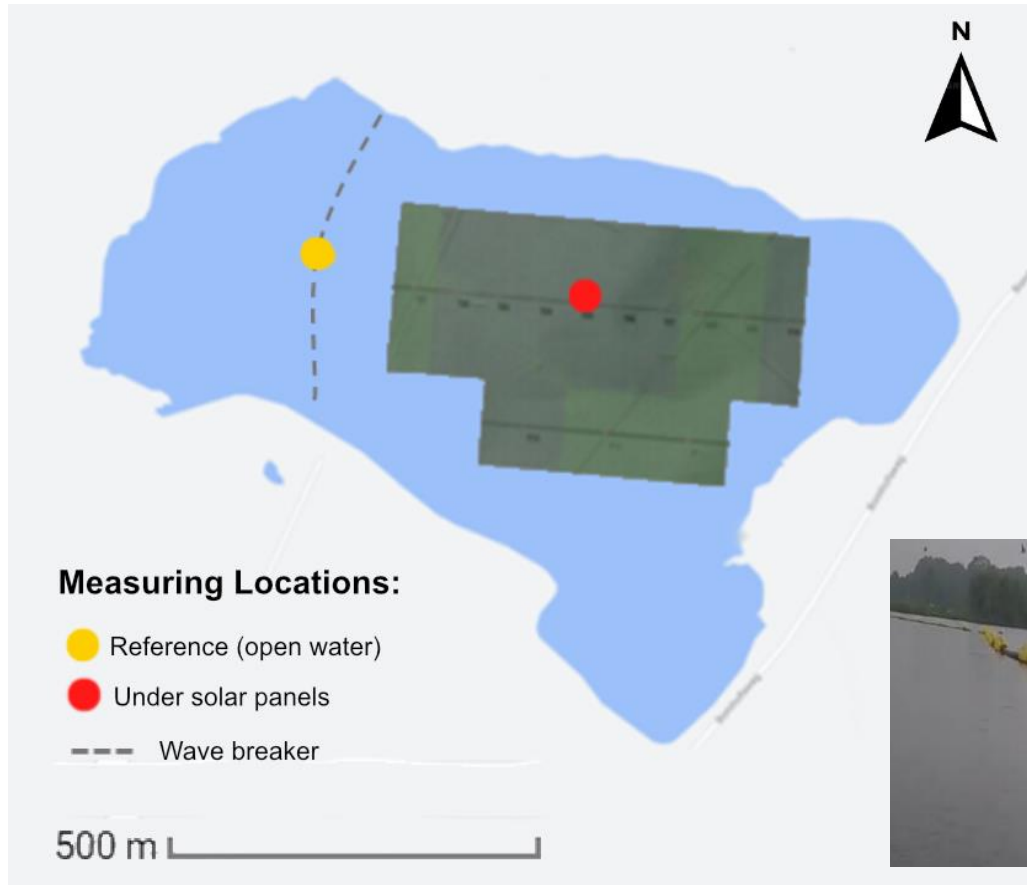 N
Measuring Locations:
Reference (open water)
Under solar panels
Wave breaker
500 m